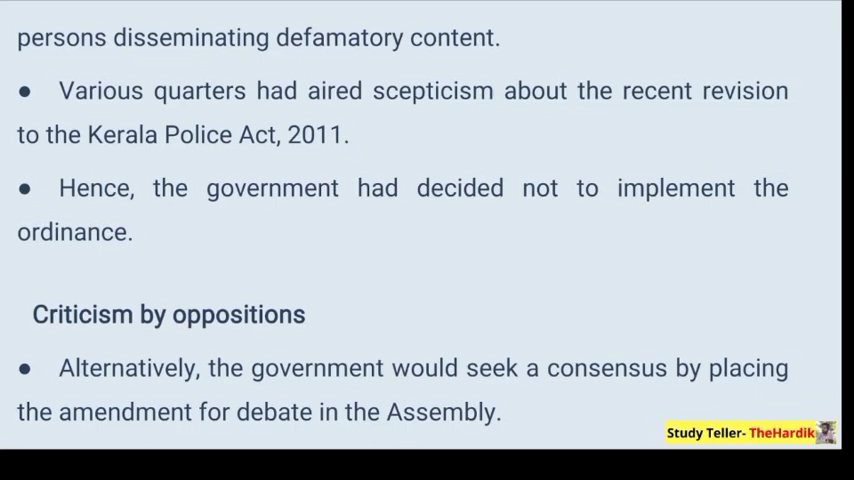 persons disseminating defamatory content.
● Various quarters had aired scepticism about the recent revision
to the Kerala Police Act, 2011.
● Hence, the government had decided not to implement the
ordinance.
Criticism by oppositions
● Alternatively, the government would seek a consensus by placing
the amendment for debate in the Assembly.
Study Teller- TheHardik